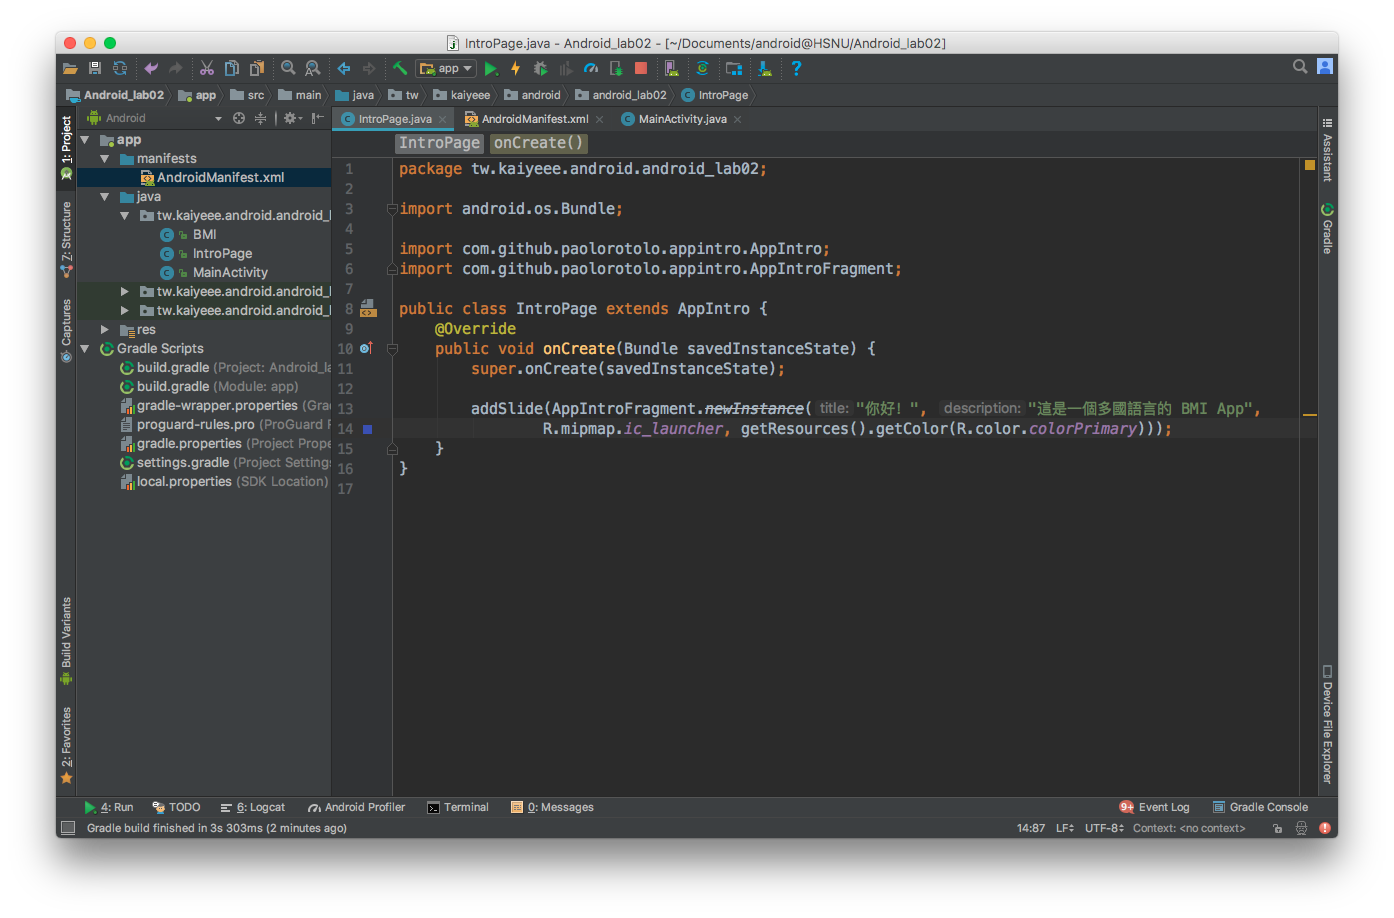 IntroPage.java - Android_lab02 - [~/Documents/android@HSNU/Android_lab02]
app
Android_lab02 app src main java tw kaiyeee android android_lab02 IntroPage
1: Project
Z: Structure
Captures
Build Variants
2: Favorites
Android
app
manifests
AndroidManifest.xml
java
tw.kaiyeee.android.android_l
BMI
IntroPage
MainActivity
tw.kaiyeee.android.android_l
tw.kaiyeee.android.android_l
res
Gradle Scripts
build.gradle (Project: Android_la
build.gradle (Module: app)
gradle-wrapper.properties (Grad
proguard-rules.pro (ProGuard R
gradle.properties (Project Prope
settings.gradle (Project Settings
local.properties (SDK Location)
IntroPage.java AndroidManifest.xml MainActivity.java
IntroPage onCreate()
1 package tw.kaiyeee.android.android_lab02;
2
3 import android.os.Bundle;
4
5 import com.github.paolorotolo.appintro.AppIntro;
6 import com.github.paolorotolo.appintro.AppIntroFragment;
7
8 public class IntroPage extends AppIntro {
9 @Override
10 public void onCreate(Bundle savedInstanceState) {
11 super.onCreate(savedInstanceState);
12
13 addSlide(AppIntroFragment.newInstance( title: "你好! ", description: "這是一個多國語言的 BMI App",
14 R.mipmap.ic_launcher, getResources().getColor(R.color.colorPrimary)));
15 }
16 }
17
Assistant
Gradle
Device File Explorer
4: Run TODO 6: Logcat Android Profiler Terminal 0: Messages 9+ Event Log Gradle Console
Gradle build finished in 3s 303ms (2 minutes ago) 14:87 LF UTF-8 Context: <no context>